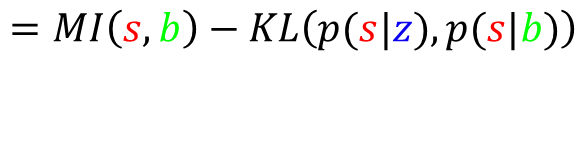 = MI(s, b) − KL(p(s|z), p(s|b))